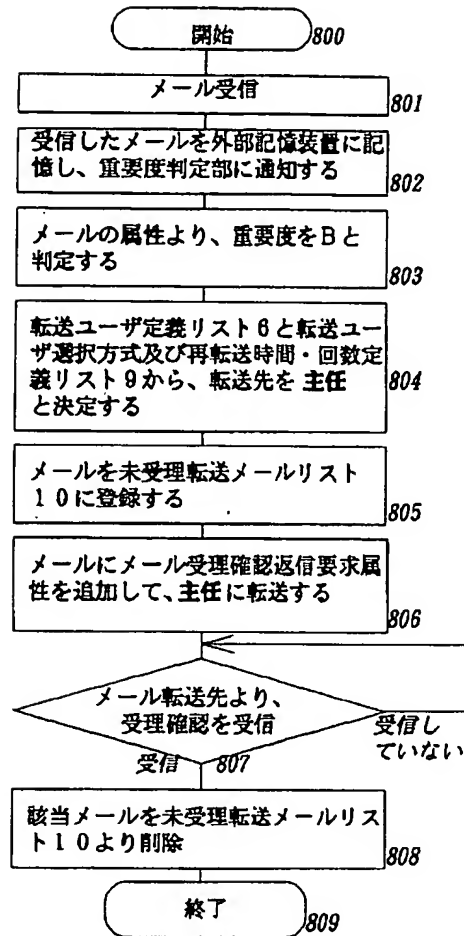 開始
800
メール受信
801
受信したメールを外部記憶装置に記
憶し、重要度判定部に通知する
802
メールの属性より、重要度をBと
判定する
803
転送ユーザ定義リスト6と転送ユー
ザ選択方式及び再転送時間・回数定
義リスト9から、転送先を 主任
と決定する
804
メールを未受理転送メールリスト
10に登録する
805
メールにメール受理確認返信要求属
性を追加して、主任に転送する
806
メール転送先より、
受理確認を受信
受信し
ていない
受信
807
該当メールを未受理転送メールリス
ト10より削除
808
終了
809